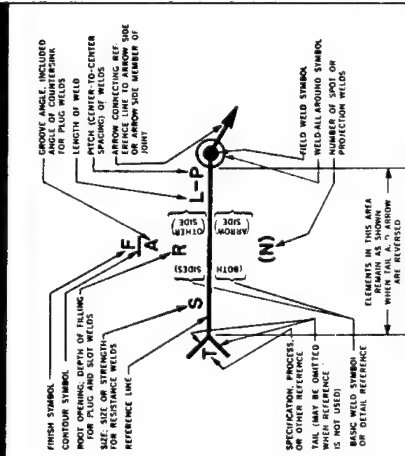 FINISH SYMBOL
CONTOUR SYMBOL
ROOT OPENING; DEPTH OF FILLING
FOR PLUG AND SLOT WELDS
SIZE; SIZE OR STRENGTH
FOR RESISTANCE WELDS
REFERENCE LINE
SPECIFICATION, PROCESS,
OR OTHER REFERENCE
TAIL (MAY BE OMITTED
WHEN REFERENCE
IS NOT USED)
BASIC WELD SYMBOL
OR DETAIL REFERENCE
GROOVE ANGLE, INCLUDED
ANGLE OF COUNTERSINK
FOR PLUG WELDS
LENGTH OF WELD
PITCH (CENTER-TO-CENTER
SPACING) OF WELDS
ARROW CONNECTING REF-
ERENCE LINE TO ARROW SIDE
OR ARROW SIDE MEMBER OF
JOINT
F
A
R
S
L-P
T
(BOTH SIDES)
OTHER SIDE
ARROW SIDE
(N)
FIELD WELD SYMBOL
WELD-ALL AROUND SYMBOL
NUMBER OF SPOT OR
PROJECTION WELDS
ELEMENTS IN THIS AREA
REMAIN AS SHOWN
WHEN TAIL ARROW
ARE REVERSED